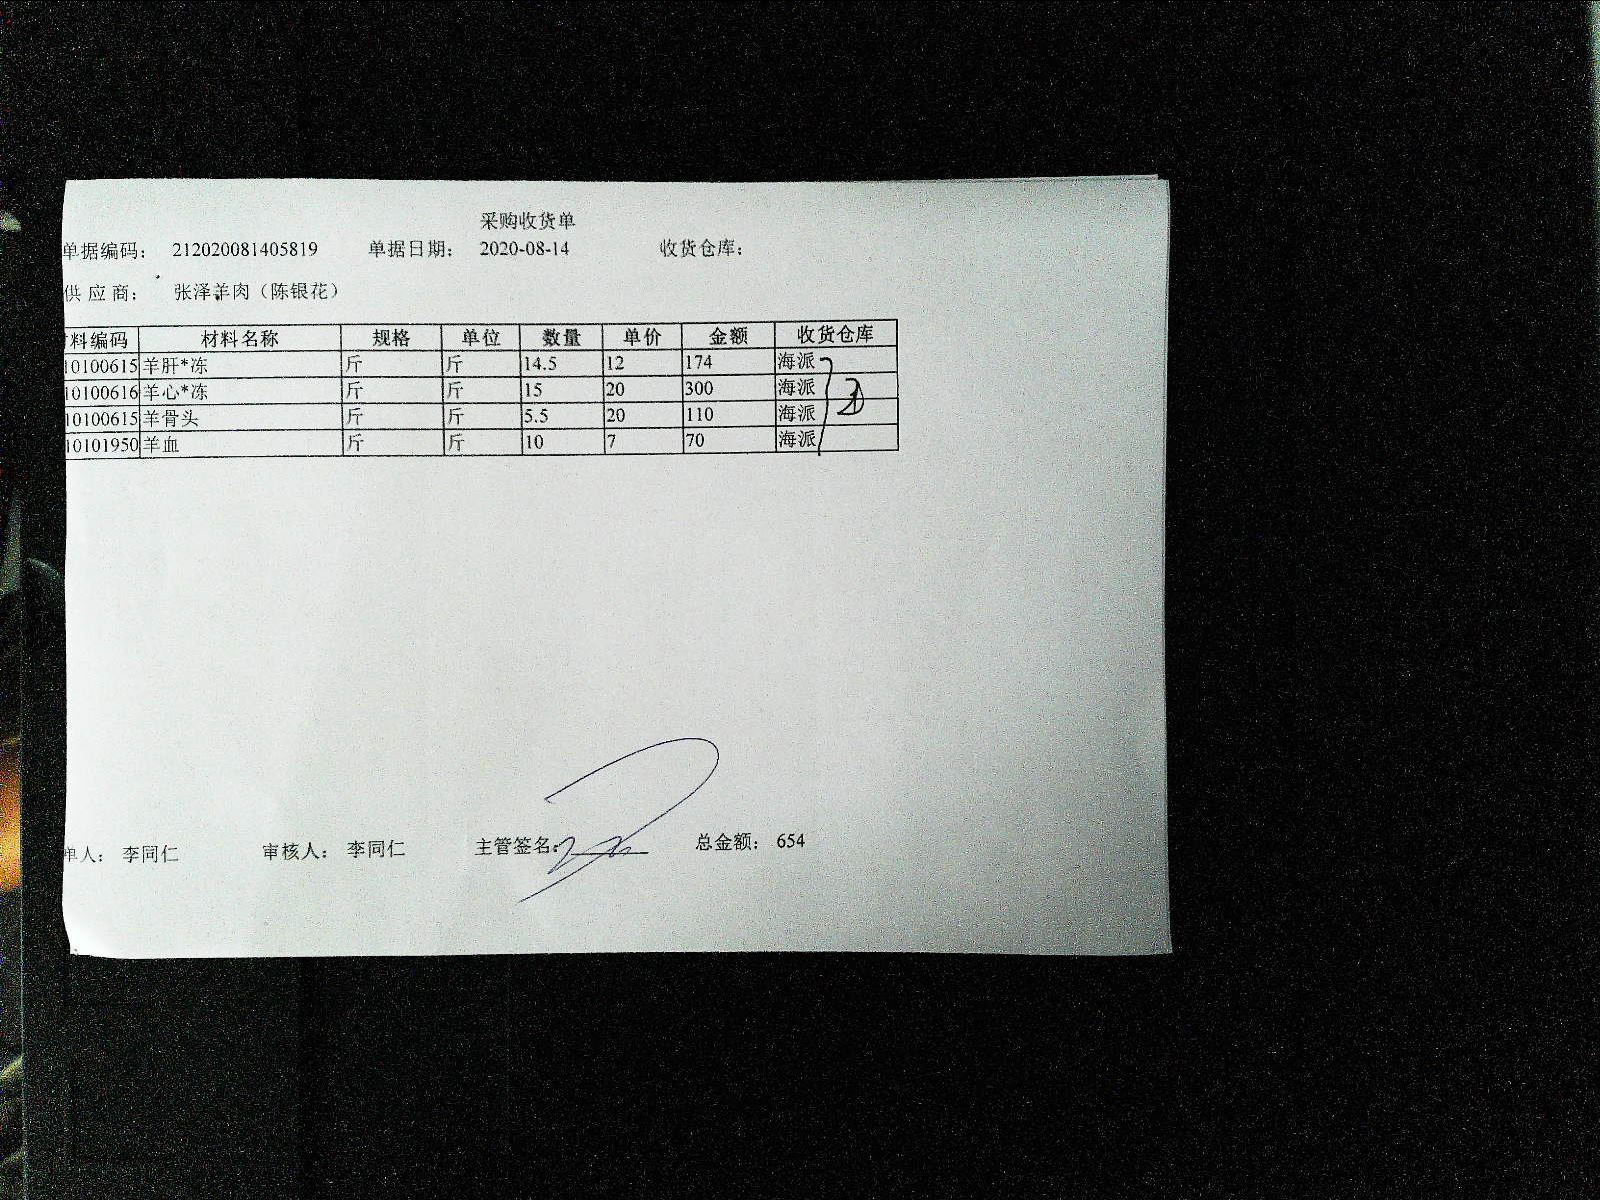 采购收货单
单据编码： 212020081405819 单据日期： 2020-08-14 收货仓库：
供应商： 张泽羊肉（陈银花）
料编码 材料名称 规格 单位 数量 单价 金额 收货仓库
10100615 羊肝*冻 斤 斤 14.5 12 174 海派
10100616 羊心*冻 斤 斤 15 20 300 海派
10100615 羊骨头 斤 斤 5.5 20 110 海派
10101950 羊血 斤 斤 10 7 70 海派
单人： 李同仁 审核人： 李同仁 主管签名： 总金额： 654